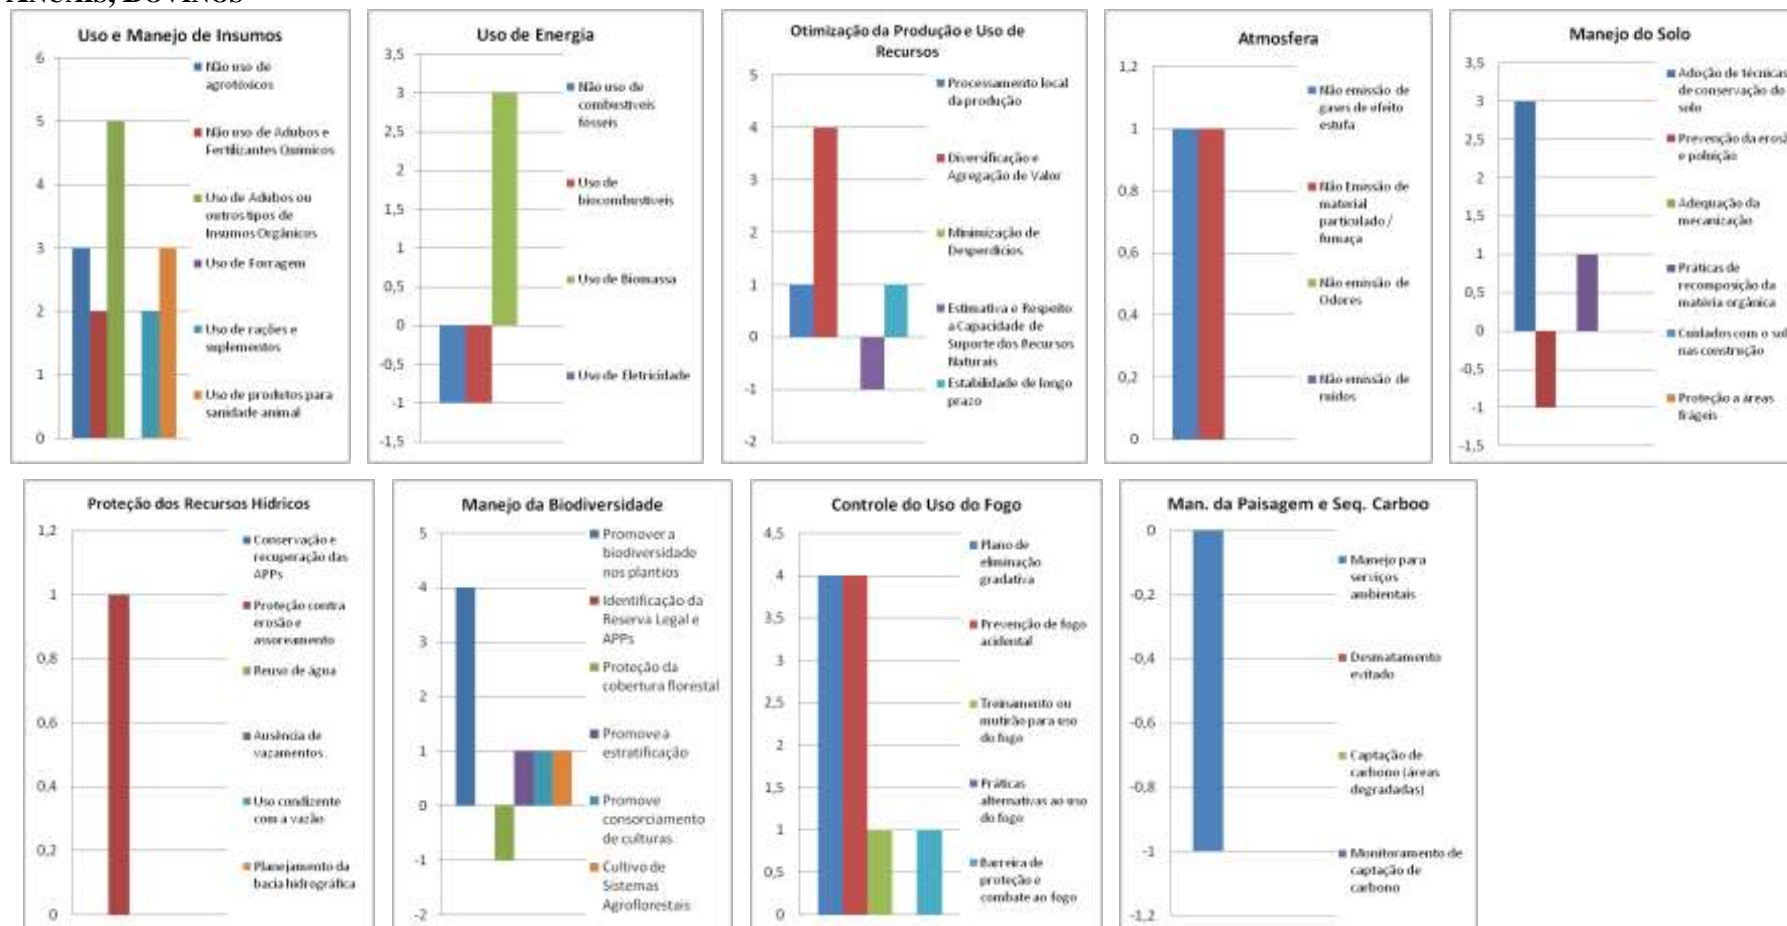 ANUAIS, BOVINOS
Uso e Manejo de Insumos
6
5
4
3
2
1
0
Não uso de
agrotóxicos
Não uso de Adubos e
Fertilizantes Químicos
Uso de Adubos ou
outros tipos de
Insumos Orgânicos
Uso de Forragem
Uso de rações e
suplementos
Uso de produtos para
sanidade animal
Uso de Energia
3,5
3
2,5
2
1,5
1
0,5
0
-0,5
-1
-1,5
Não uso de
combustíveis
fósseis
Uso de
biocombustíveis
Uso de Biomassa
Uso de Eletricidade
Otimização da Produção e Uso de
Recursos
5
4
3
2
1
0
-1
-2
Processamento local
da produção
Diversificação e
Agregação de Valor
Minimização de
Desperdícios
Estimativa e Respeito
a Capacidade de
Suporte dos Recursos
Naturais
Estabilidade de longo
prazo
Atmosfera
1,2
1
0,8
0,6
0,4
0,2
0
Não emissão de
gases de efeito
estufa
Não Emissão de
material
particulado /
fumaça
Não emissão de
Odores
Não emissão de
ruídos
Manejo do Solo
3,5
3
2,5
2
1,5
1
0,5
0
-0,5
-1
-1,5
Adoção de técnicas
de conservação do
solo
Prevenção da erosã
e poluição
Adequação da
mecanização
Práticas de
recomposição da
matéria orgânica
Cuidados com o sol
nas construção
Proteção a áreas
frágeis
Proteção dos Recursos Hídricos
1,2
1
0,8
0,6
0,4
0,2
0
Conservação e
recuperação das
APPs
Proteção contra
erosão e
assoreamento
Reuso de água
Ausência de
vazamentos
Uso condizente
com a vazão
Planejamento da
bacia hidrográfica
Manejo da Biodiversidade
5
4
3
2
1
0
-1
-2
Promover a
biodiversidade
nos plantios
Identificação da
Reserva Legal e
APPs
Proteção da
cobertura florestal
Promove a
estratificação
Promove
consorciamento
de culturas
Cultivo de
Sistemas
Agroflorestais
Controle do Uso do Fogo
4,5
4
3,5
3
2,5
2
1,5
1
0,5
0
Plano de
eliminação
gradativa
Prevenção de fogo
acidental
Treinamento ou
mutirão para uso
do fogo
Práticas
alternativas ao uso
do fogo
Barreira de
proteção e
combate ao fogo
Man. da Paisagem e Seq. Carboo
0
-0,2
-0,4
-0,6
-0,8
-1
-1,2
Manejo para
serviços
ambientais
Desmatamento
evitado
Captação de
carbono (áreas
degradadas)
Monitoramento de
captação de
carbono